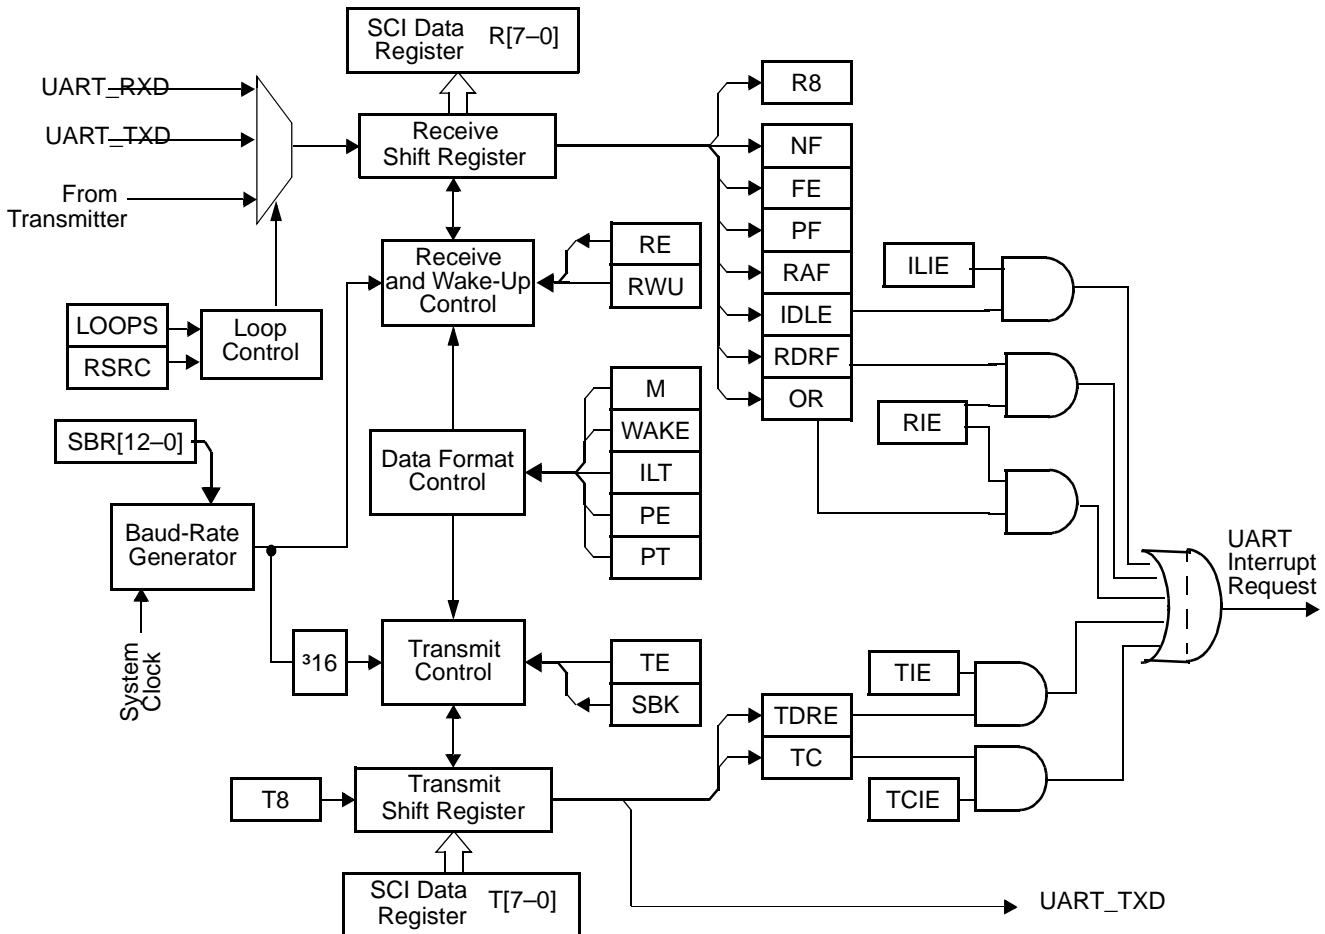 SCI Data
Register
R[7–0]
UART_RXD
UART_TXD
From
Transmitter
Receive
Shift Register
R8
NF
FE
PF
RAF
IDLE
RDRF
OR
Receive
and Wake-Up
Control
RE
RWU
ILIE
LOOPS
RSRC
Loop
Control
RIE
M
WAKE
ILT
PE
PT
Data Format
Control
SBR[12–0]
Baud-Rate
Generator
System
Clock
UART
Interrupt
Request
³16
Transmit
Control
TE
SBK
TIE
TDRE
TC
TCIE
T8
Transmit
Shift Register
SCI Data
Register
T[7–0]
UART_TXD